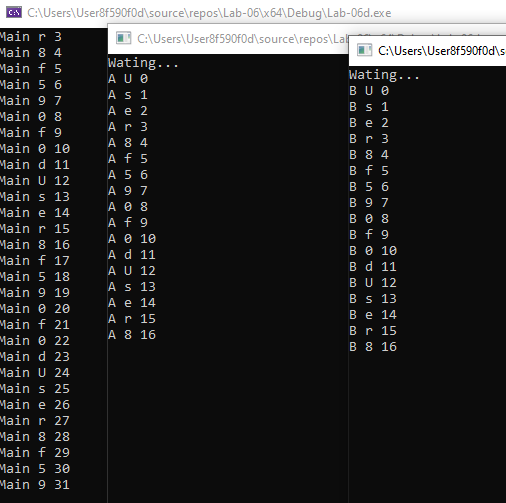 C:\Users\User8f590f0d\source\repos\Lab-06\x64\Debug\Lab-06d.exe
Main r 3
Main 8 4
Main f 5
Main 5 6
Main 9 7
Main 0 8
Main f 9
Main 0 10
Main d 11
Main U 12
Main s 13
Main e 14
Main r 15
Main 8 16
Main f 17
Main 5 18
Main 9 19
Main 0 20
Main f 21
Main 0 22
Main d 23
Main U 24
Main s 25
Main e 26
Main r 27
Main 8 28
Main f 29
Main 5 30
Main 9 31
C:\Users\User8f590f0d\source\repos\Lab-
Wating...
A U 0
A s 1
A e 2
A r 3
A 8 4
A f 5
A 5 6
A 9 7
A 0 8
A f 9
A 0 10
A d 11
A U 12
A s 13
A e 14
A r 15
A 8 16
C:\Users\User8f590f0d\s
Wating...
B U 0
B s 1
B e 2
B r 3
B 8 4
B f 5
B 5 6
B 9 7
B 0 8
B f 9
B 0 10
B d 11
B U 12
B s 13
B e 14
B r 15
B 8 16